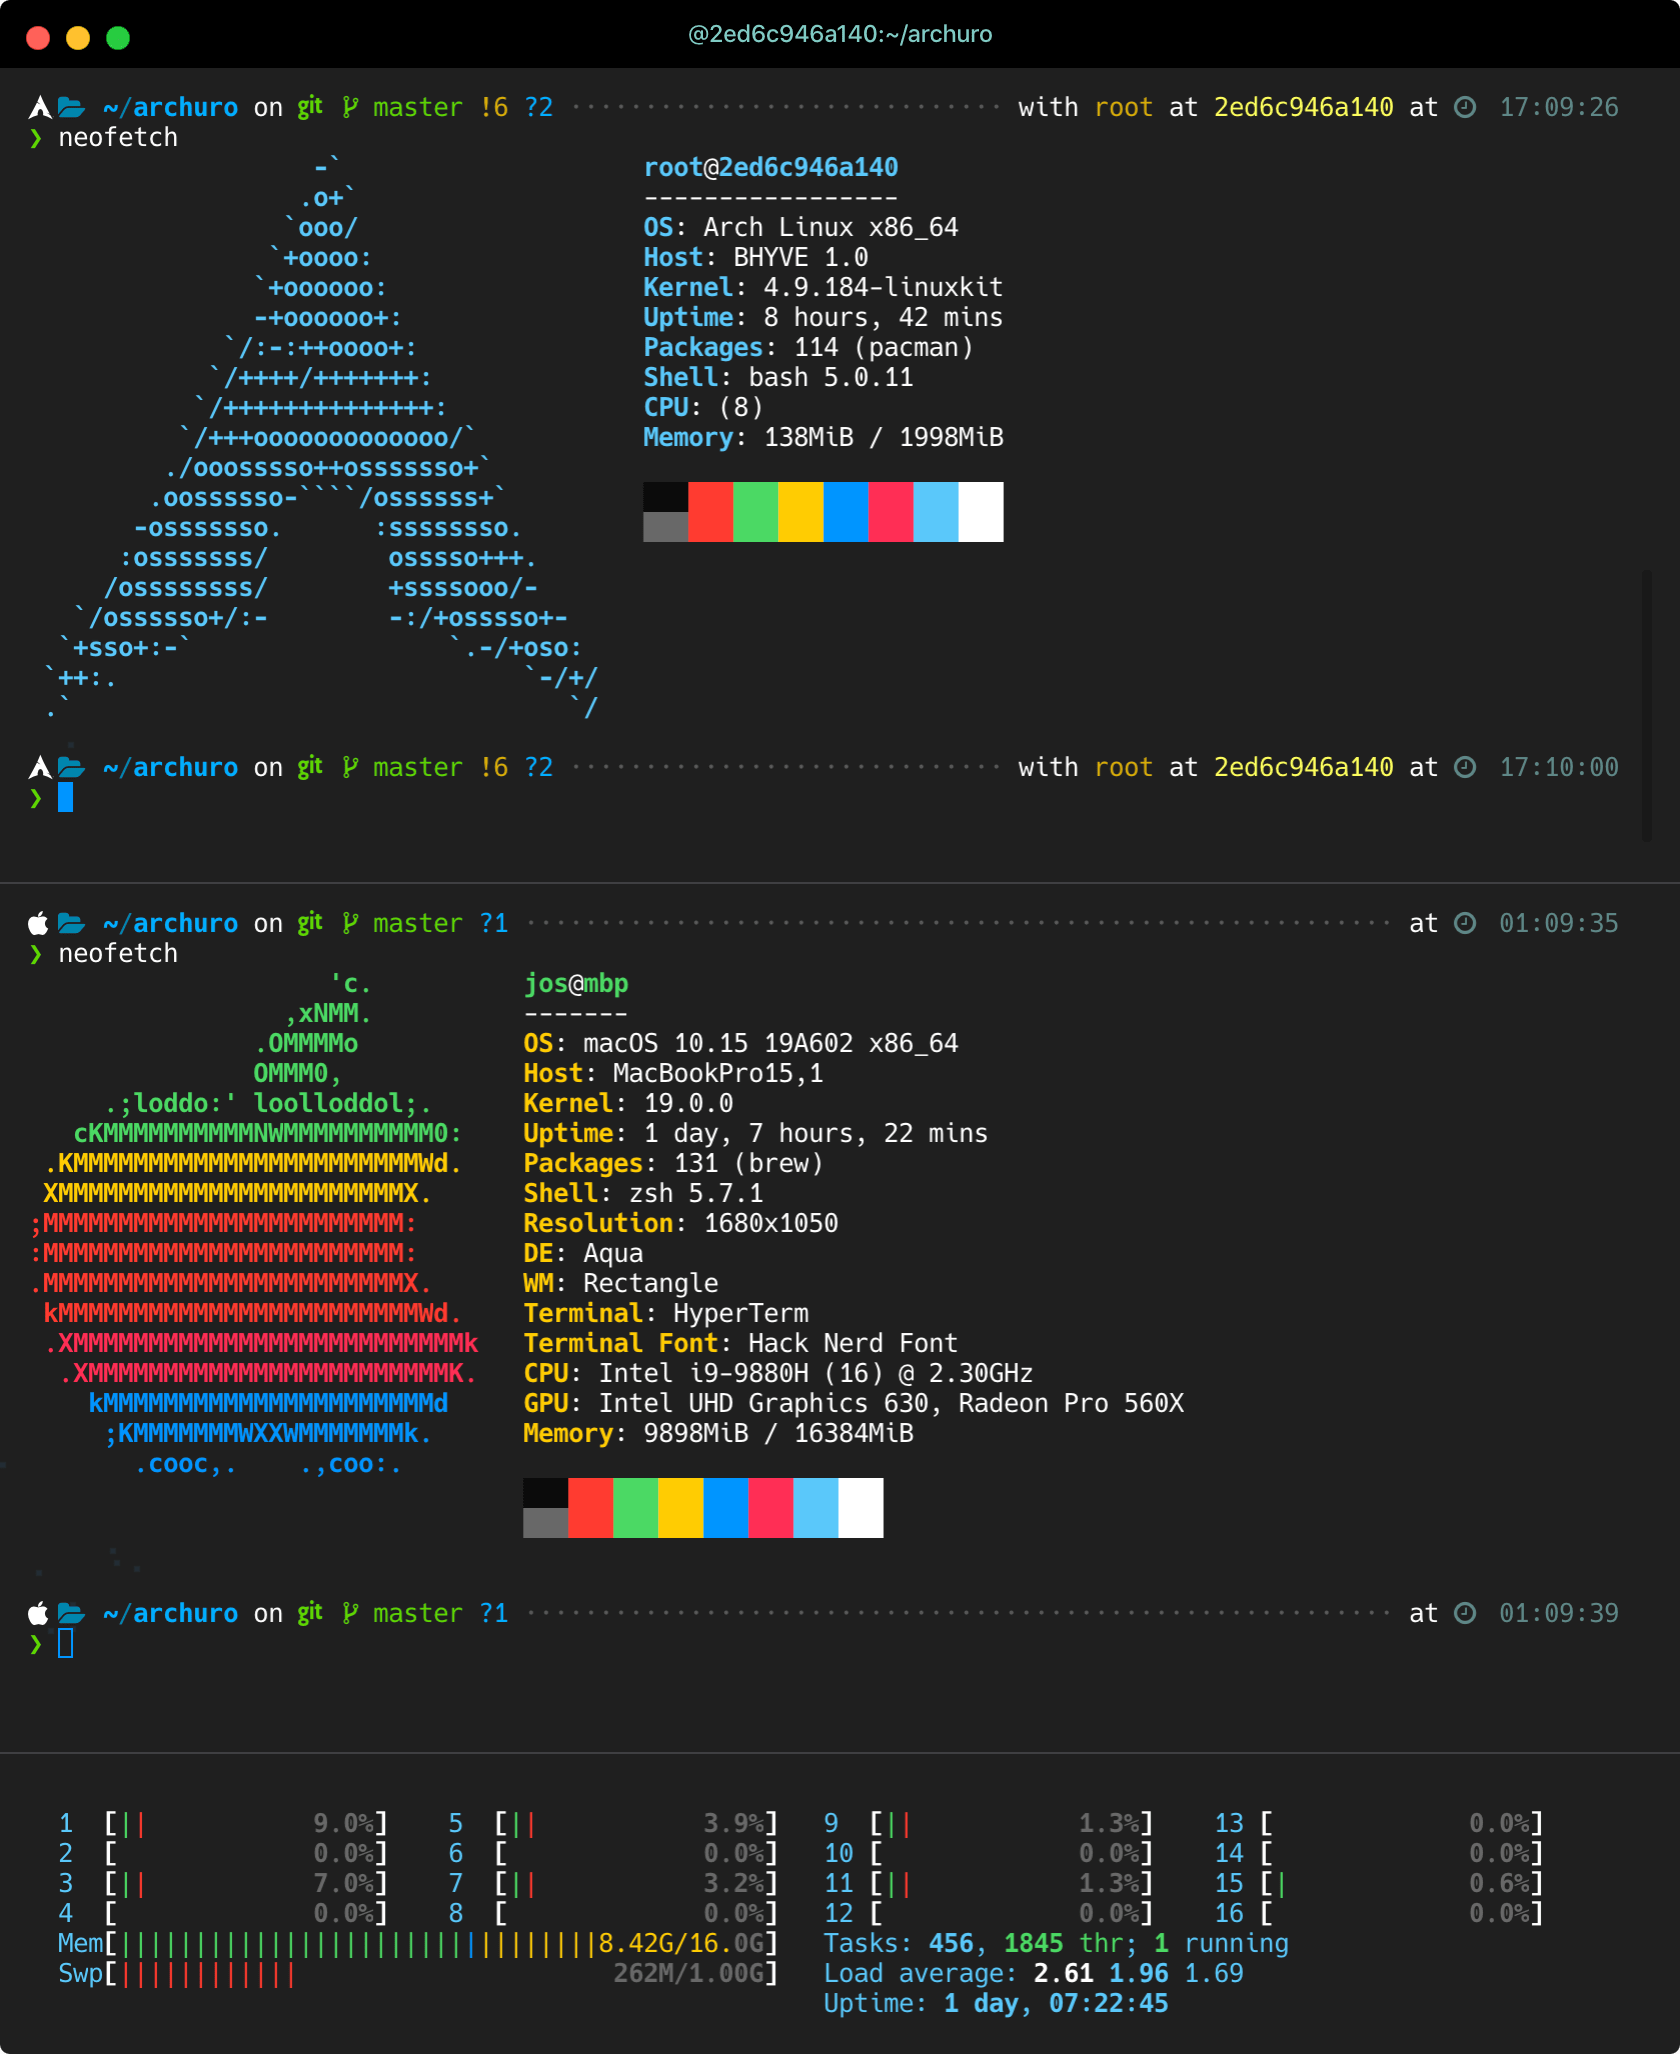 @2ed6c946a140:~/archuro
~/archuro on git master !6 ?2 ····························· with root at 2ed6c946a140 at 17:09:26
❯ neofetch
                   -`                    root@2ed6c946a140
                  .o+`                   -----------------
                 `ooo/                   OS: Arch Linux x86_64
                `+oooo:                  Host: BHYVE 1.0
               `+oooooo:                 Kernel: 4.9.184-linuxkit
               -+oooooo+:                Uptime: 8 hours, 42 mins
             `/:-:++oooo+:               Packages: 114 (pacman)
            `/++++/+++++++:              Shell: bash 5.0.11
           `/++++++++++++++:             CPU: (8)
          `/+++ooooooooooooo/`           Memory: 138MiB / 1998MiB
         ./ooosssso++osssssso+`
        .oossssso-````/ossssss+`
       -osssssso.      :ssssssso.
      :osssssss/        osssso+++.
     /ossssssss/        +ssssooo/-
   `/ossssso+/:-        -:/+osssso+-
  `+sso+:-`                 `.-/+oso:
 `++:.                           `-/+/
 .`                                 `/
~/archuro on git master !6 ?2 ····························· with root at 2ed6c946a140 at 17:10:00
❯
~/archuro on git master ?1 ·························································· at 01:09:35
❯ neofetch
                    'c.          jos@mbp
                 ,xNMM.          -------
               .OMMMMo           OS: macOS 10.15 19A602 x86_64
               OMMM0,            Host: MacBookPro15,1
     .;loddo:' loolloddol;.      Kernel: 19.0.0
   cKMMMMMMMMMMNWMMMMMMMMMM0:    Uptime: 1 day, 7 hours, 22 mins
 .KMMMMMMMMMMMMMMMMMMMMMMMWd.    Packages: 131 (brew)
 XMMMMMMMMMMMMMMMMMMMMMMMX.      Shell: zsh 5.7.1
;MMMMMMMMMMMMMMMMMMMMMMMM:       Resolution: 1680x1050
:MMMMMMMMMMMMMMMMMMMMMMMM:       DE: Aqua
.MMMMMMMMMMMMMMMMMMMMMMMMX.      WM: Rectangle
 kMMMMMMMMMMMMMMMMMMMMMMMMWd.    Terminal: HyperTerm
 .XMMMMMMMMMMMMMMMMMMMMMMMMMMk   Terminal Font: Hack Nerd Font
  .XMMMMMMMMMMMMMMMMMMMMMMMMK.   CPU: Intel i9-9880H (16) @ 2.30GHz
    kMMMMMMMMMMMMMMMMMMMMMMd     GPU: Intel UHD Graphics 630, Radeon Pro 560X
     ;KMMMMMMMWXXWMMMMMMMk.      Memory: 9898MiB / 16384MiB
       .cooc,.    .,coo:.
~/archuro on git master ?1 ·························································· at 01:09:39
❯
1 [|| 9.0%] 5 [|| 3.9%] 9 [|| 1.3%] 13 [ 0.0%]
2 [ 0.0%] 6 [ 0.0%] 10 [ 0.0%] 14 [ 0.0%]
3 [|| 7.0%] 7 [|| 3.2%] 11 [|| 1.3%] 15 [| 0.6%]
4 [ 0.0%] 8 [ 0.0%] 12 [ 0.0%] 16 [ 0.0%]
Mem[||||||||||||||||||||||||||||||||8.42G/16.0G] Tasks: 456, 1845 thr; 1 running
Swp[|||||||||||| 262M/1.00G] Load average: 2.61 1.96 1.69
Uptime: 1 day, 07:22:45